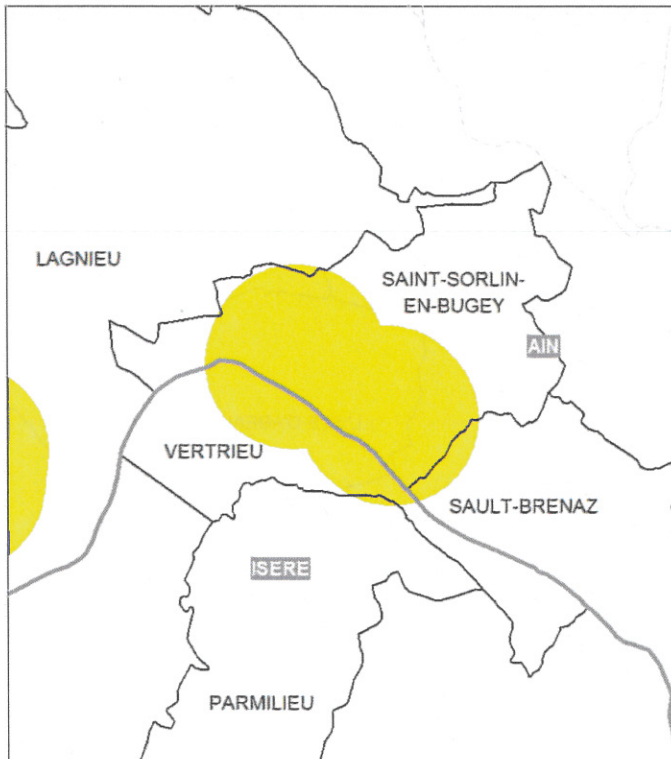 LAGNIEU
SAINT-SORLIN-
EN-BUGEY
AIN
VERTRIEU
SAULT-BRENAZ
ISERE
PARMILIEU